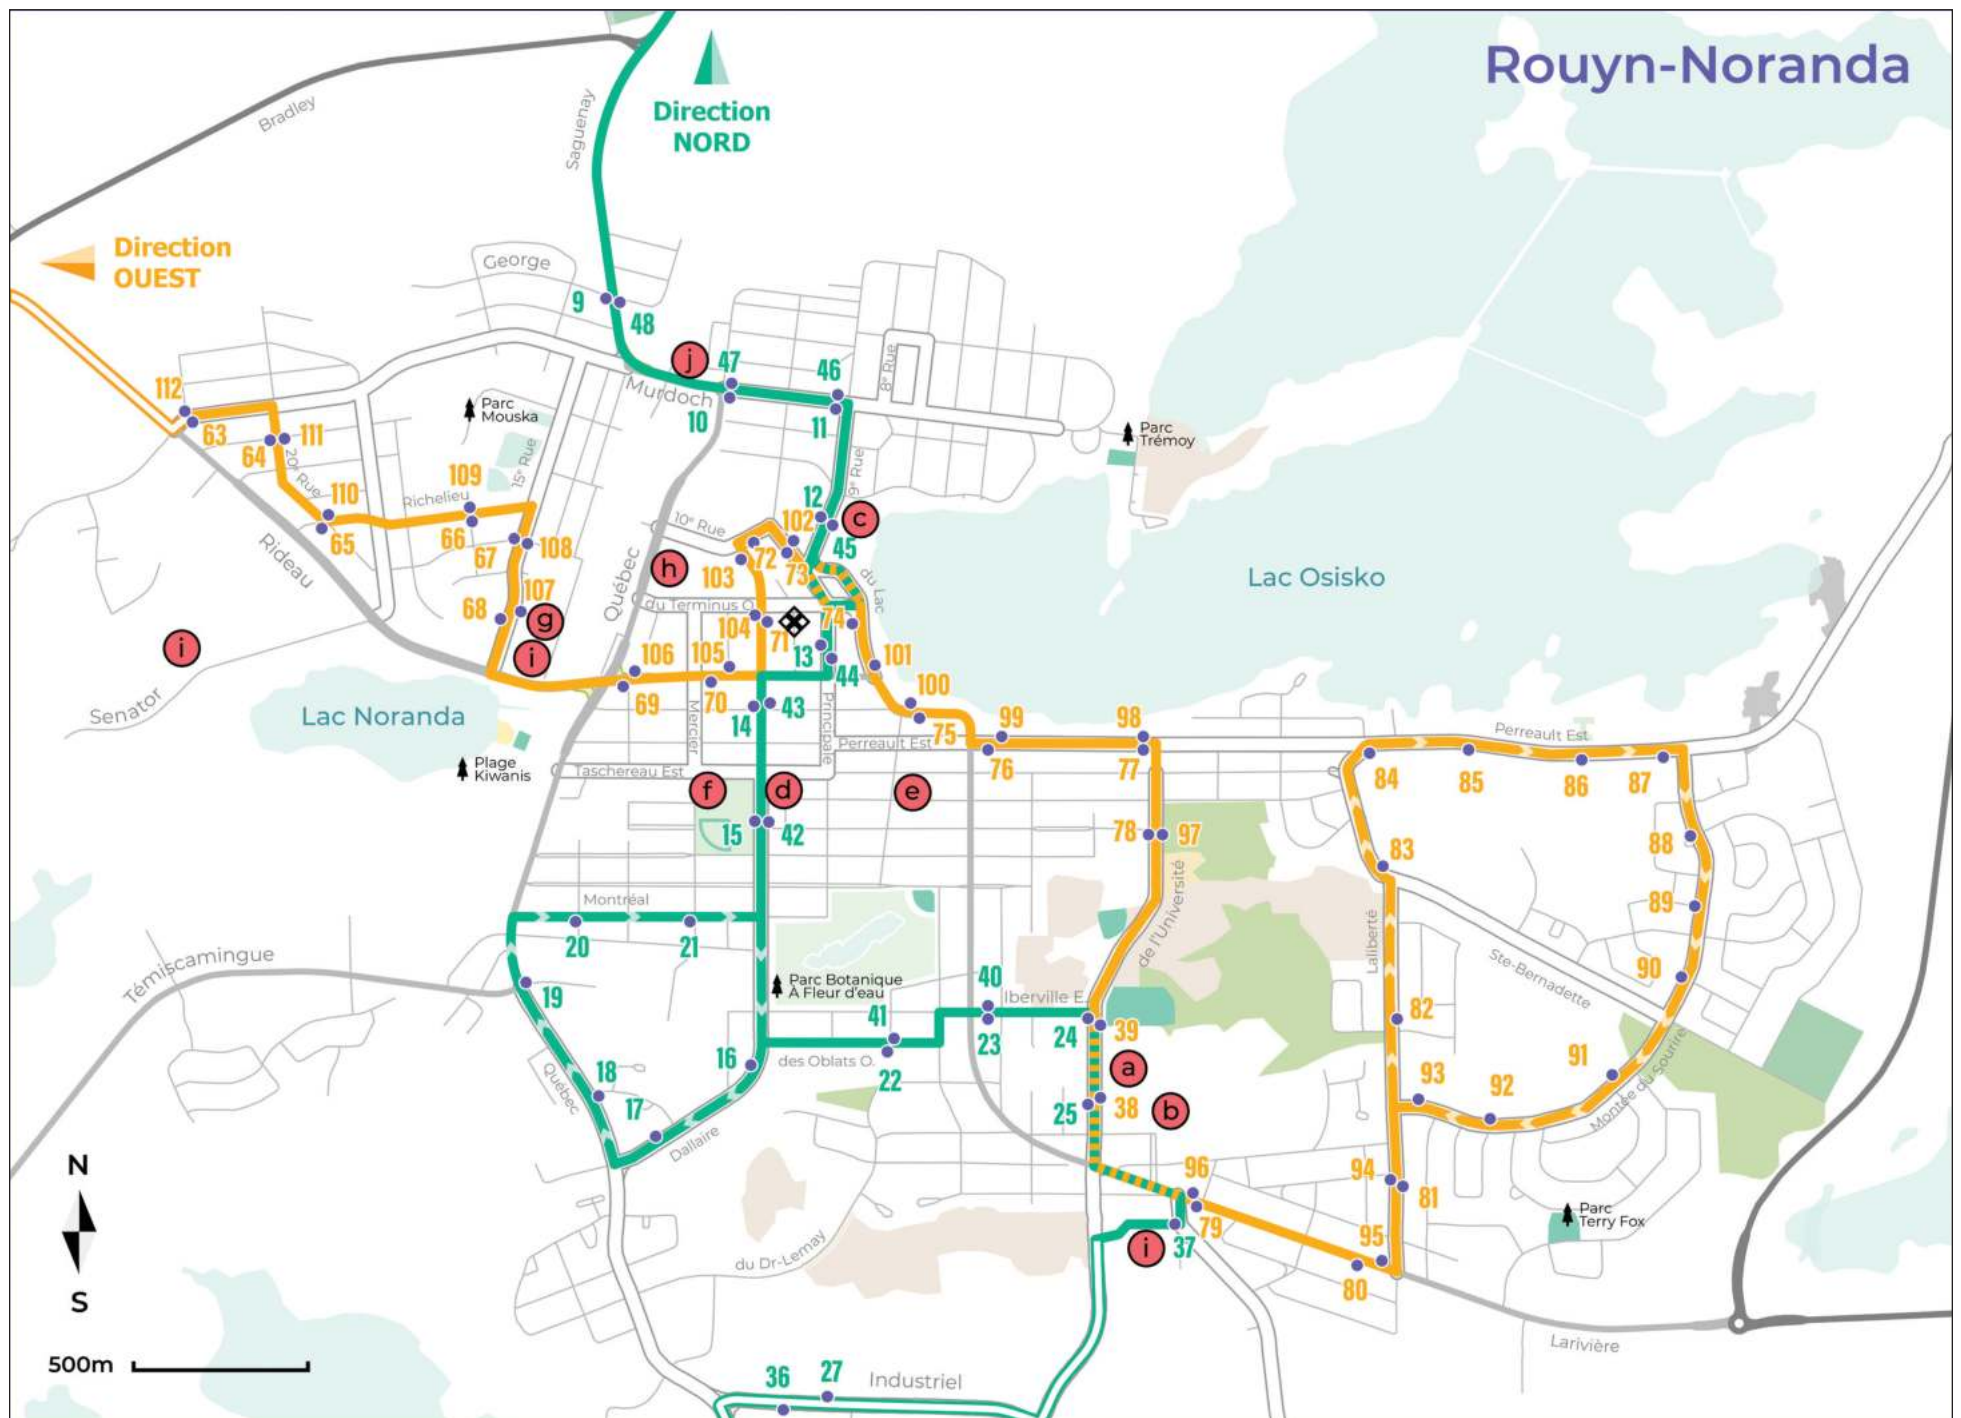 Rouyn-Noranda
Direction
NORD
Bradley
Saguenay
Direction
OUEST
George
9
48
j
47
46
8ᵉ Rue
Murdoch
10
11
112
63
64
111
20ᵉ Rue
Parc
Mouska
15ᵉ Rue
9ᵉ Rue
Parc
Trémoy
109
Richelieu
110
65
66
67
108
12
c
45
10ᵉ Rue
102
72
73
103
h
Rideau
Québec
du Lac
Lac Osisko
107
68
g
i
du Terminus O.
104
71
74
13
44
101
i
Senator
106
105
69
70
Lac Noranda
Mercier
14
43
Principale
100
75
99
98
Perreault Est
76
77
Perreault Est
84
85
86
87
Plage
Kiwanis
Taschereau Est
f
d
e
15
42
78
97
83
88
de l'Université
Laliberté
89
Montréal
20
21
Témiscamingue
19
Parc Botanique
À Fleur d'eau
40
Iberville E.
Ste-Bernadette
90
82
41
23
24
39
16
des Oblats O.
22
a
18
17
Québec
25
38
b
93
92
91
Montée du Sourire
Dallaire
N
S
96
94
81
79
37
i
95
80
Parc
Terry Fox
du Dr-Lemay
Larivière
500m
36
27
Industriel